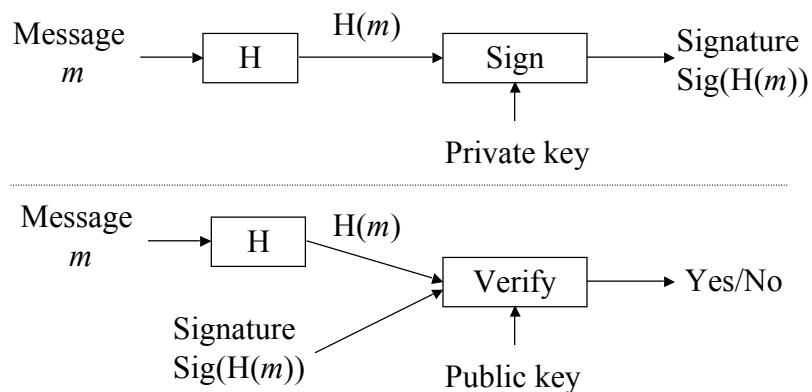 Message
m
H
H(m)
Sign
Signature
Sig(H(m))
Private key
Message
m
H
H(m)
Signature
Sig(H(m))
Verify
Yes/No
Public key